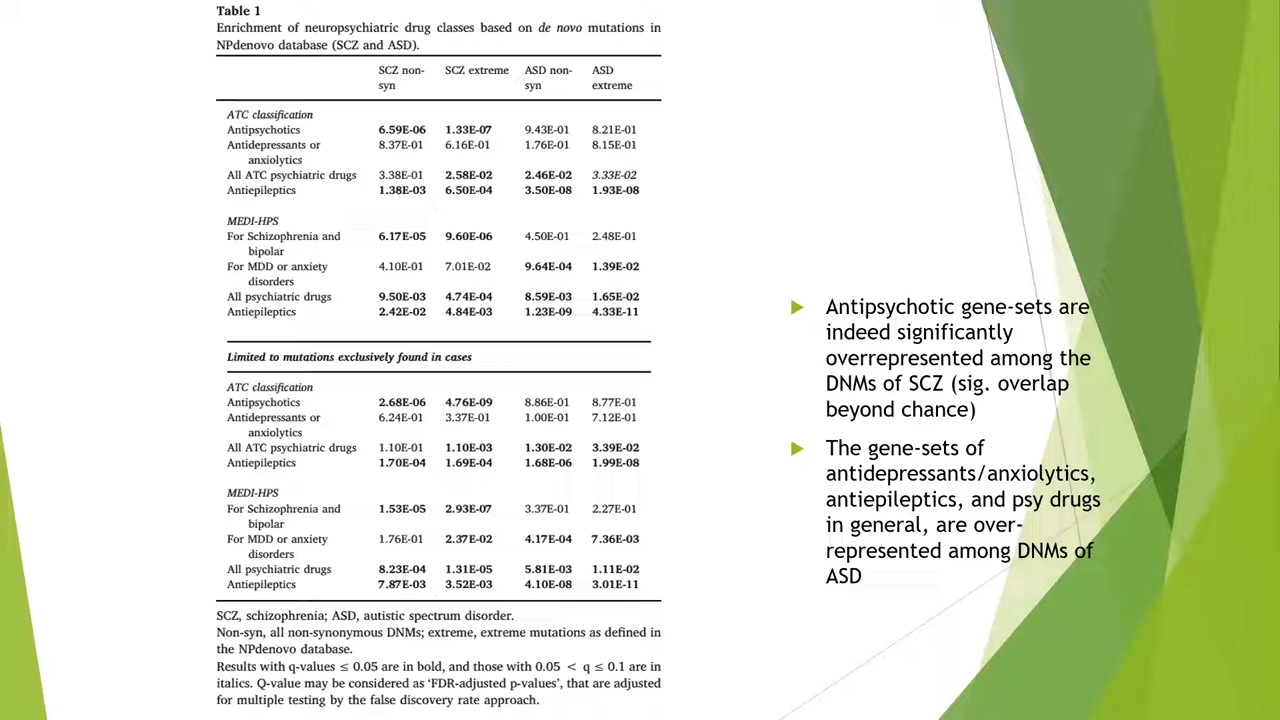 Table 1
Enrichment of neuropsychiatric drug classes based on de novo mutations in
NPdenovo database (SCZ and ASD).
SCZ non- SCZ extreme ASD non- ASD
syn syn extreme
ATC classification
Antipsychotics 6.59E-06 1.33E-07 9.43E-01 8.21E-01
Antidepressants or 8.37E-01 6.16E-01 1.76E-01 8.15E-01
anxiolytics
All ATC psychiatric drugs 3.38E-01 2.58E-02 2.46E-02 3.33E-02
Antiepileptics 1.38E-03 6.50E-04 3.50E-08 1.93E-08
MEDI-HPS
For Schizophrenia and 6.17E-05 9.60E-06 4.50E-01 2.48E-01
bipolar
For MDD or anxiety 4.10E-01 7.01E-02 9.64E-04 1.39E-02
disorders
All psychiatric drugs 9.50E-03 4.74E-04 8.59E-03 1.65E-02
Antiepileptics 2.42E-02 4.84E-03 1.23E-09 4.33E-11
Limited to mutations exclusively found in cases
ATC classification
Antipsychotics 2.68E-06 4.76E-09 8.86E-01 8.77E-01
Antidepressants or 6.24E-01 3.37E-01 1.00E-01 7.12E-01
anxiolytics
All ATC psychiatric drugs 1.10E-01 1.10E-03 1.30E-02 3.39E-02
Antiepileptics 1.70E-04 1.69E-04 1.68E-06 1.99E-08
MEDI-HPS
For Schizophrenia and 1.53E-05 2.93E-07 3.37E-01 2.27E-01
bipolar
For MDD or anxiety 1.76E-01 2.37E-02 4.17E-04 7.36E-03
disorders
All psychiatric drugs 8.23E-04 1.31E-05 5.81E-03 1.11E-02
Antiepileptics 7.87E-03 3.52E-03 4.10E-08 3.01E-11
SCZ, schizophrenia; ASD, autistic spectrum disorder.
Non-syn, all non-synonymous DNMs; extreme, extreme mutations as defined in
the NPdenovo database.
Results with q-values ≤ 0.05 are in bold, and those with 0.05 < q ≤ 0.1 are in
italics. Q-value may be considered as ‘FDR-adjusted p-values’, that are adjusted
for multiple testing by the false discovery rate approach.
Antipsychotic gene-sets are
indeed significantly
overrepresented among the
DNMs of SCZ (sig. overlap
beyond chance)
The gene-sets of
antidepressants/anxiolytics,
antiepileptics, and psy drugs
in general, are over-
represented among DNMs of
ASD